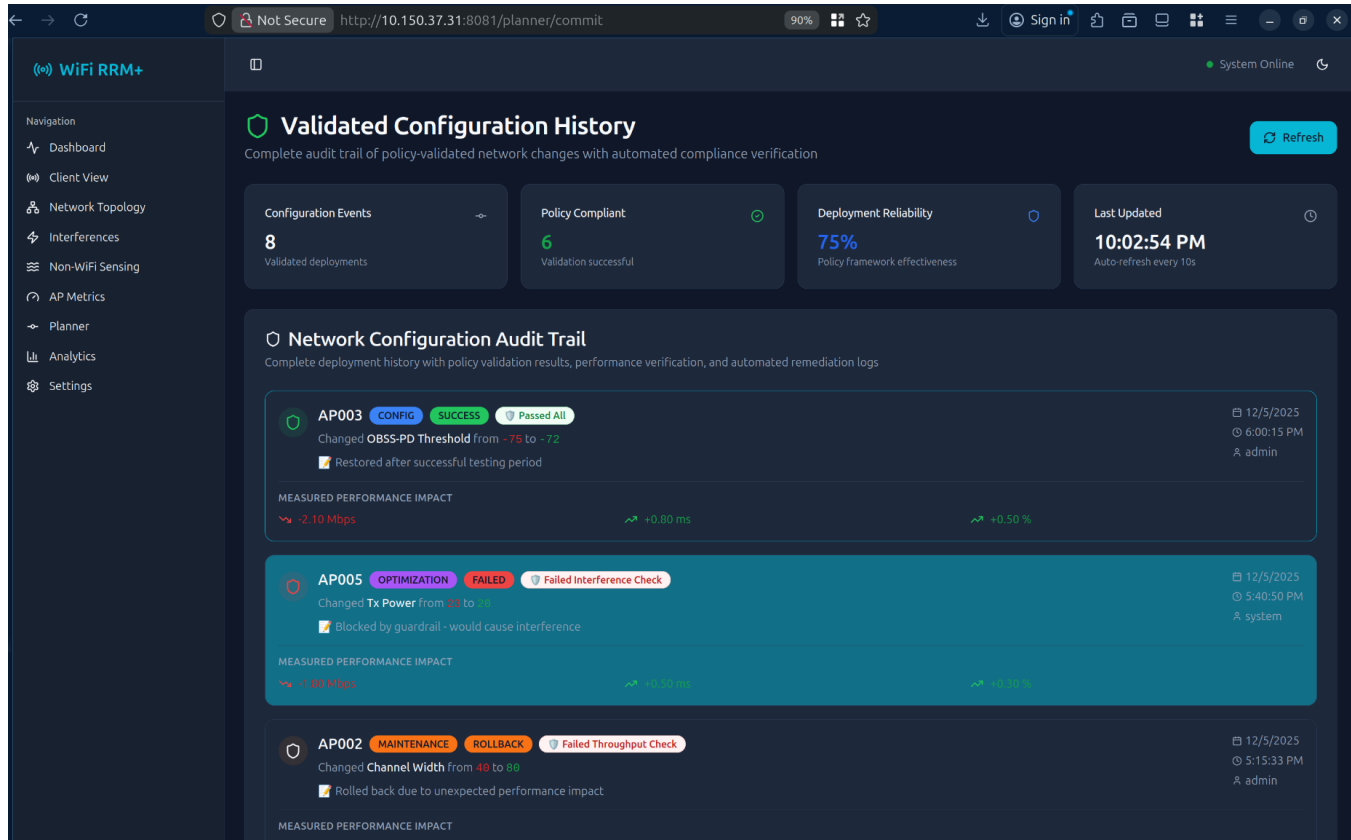 Not Secure http://10.150.37.31:8081/planner/commit 90% Sign in
WiFi RRM+
System Online
Navigation
Dashboard
Client View
Network Topology
Interferences
Non-WiFi Sensing
AP Metrics
Planner
Analytics
Settings
Validated Configuration History
Complete audit trail of policy-validated network changes with automated compliance verification
Refresh
Configuration Events
8
Validated deployments
Policy Compliant
6
Validation successful
Deployment Reliability
75%
Policy framework effectiveness
Last Updated
10:02:54 PM
Auto-refresh every 10s
Network Configuration Audit Trail
Complete deployment history with policy validation results, performance verification, and automated remediation logs
AP003 CONFIG SUCCESS Passed All
Changed OBSS-PD Threshold from -75 to -72
Restored after successful testing period
12/5/2025
6:00:15 PM
admin
MEASURED PERFORMANCE IMPACT
-2.10 Mbps +0.80 ms +0.50 %
AP005 OPTIMIZATION FAILED Failed Interference Check
Changed Tx Power from to
Blocked by guardrail - would cause interference
12/5/2025
5:40:50 PM
system
MEASURED PERFORMANCE IMPACT
-1.80 Mbps +0.50 ms +0.30 %
AP002 MAINTENANCE ROLLBACK Failed Throughput Check
Changed Channel Width from 40 to 80
Rolled back due to unexpected performance impact
12/5/2025
5:15:33 PM
admin
MEASURED PERFORMANCE IMPACT